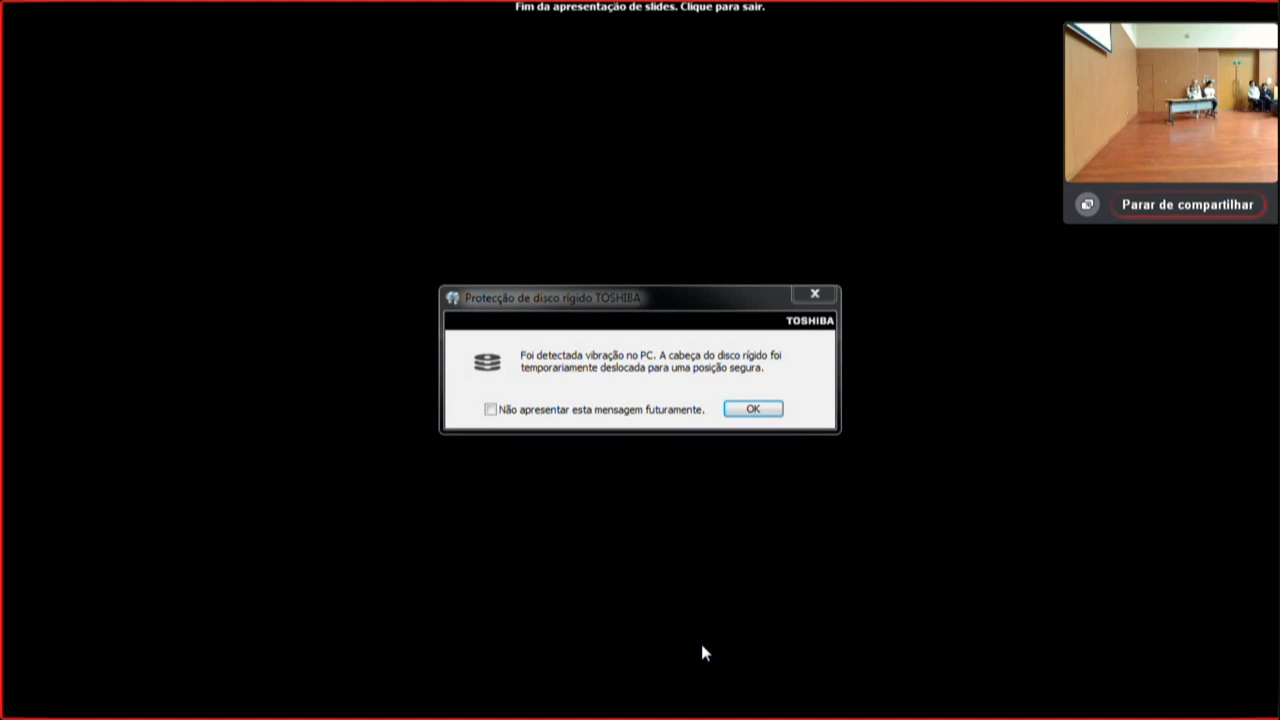 Fim da apresentação de slides. Clique para sair.
Parar de compartilhar
Protecção de disco rígido TOSHIBA
TOSHIBA
Foi detectada vibração no PC. A cabeça do disco rígido foi
temporariamente deslocada para uma posição segura.
Não apresentar esta mensagem futuramente.
OK